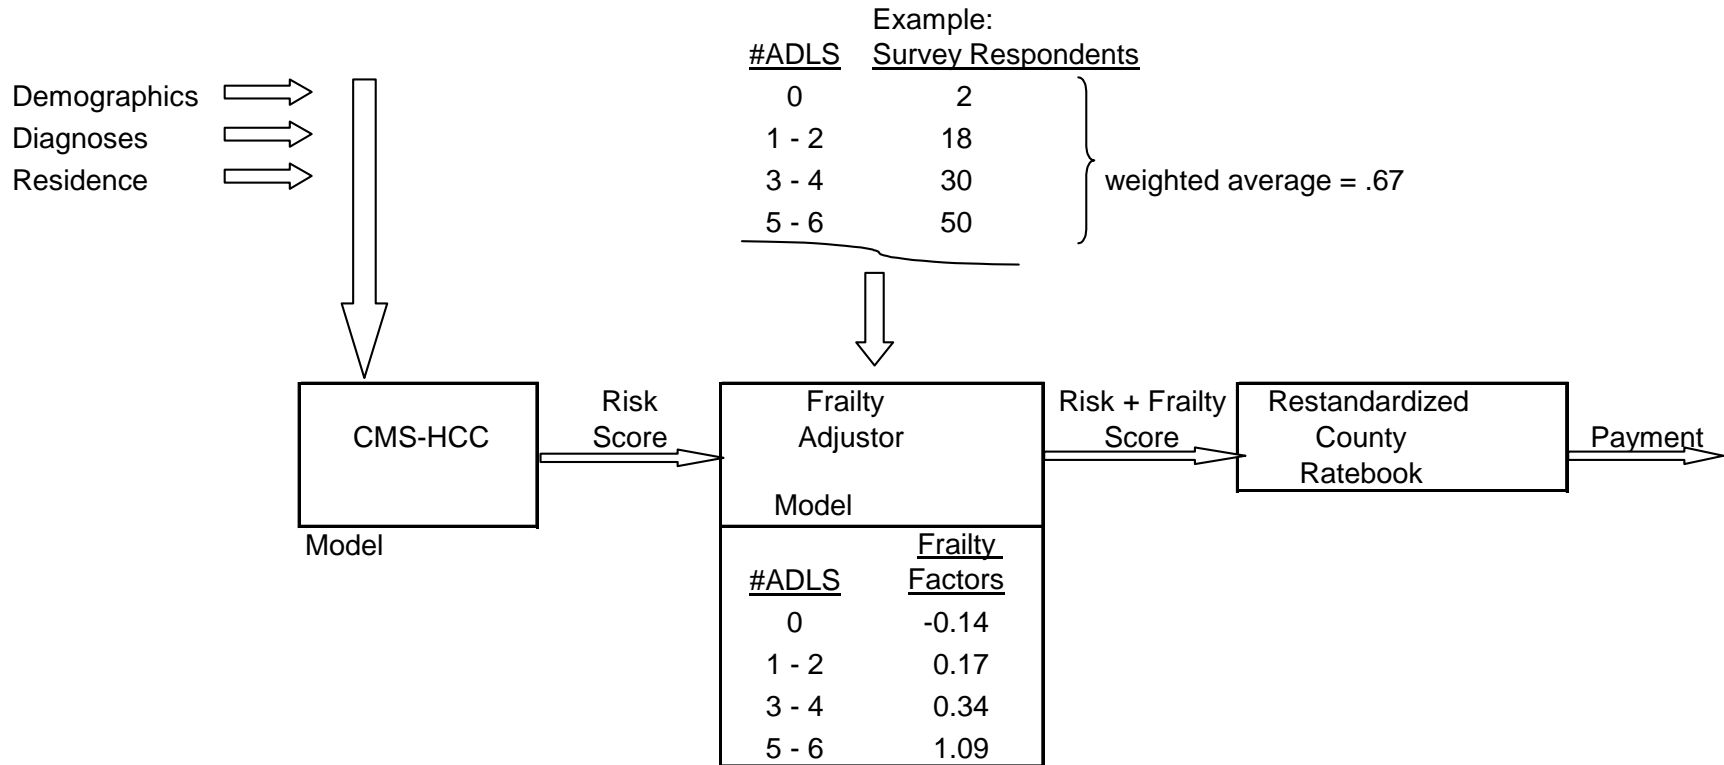 Example:
#ADLS Survey Respondents
Demographics 0 2
Diagnoses 1 - 2 18
Residence 3 - 4 30 weighted average = .67
5 - 6 50
Risk Frailty Risk + Frailty Restandardized
CMS-HCC Score Adjustor Score County Payment
Ratebook
Model
Model Frailty
#ADLS Factors
0 -0.14
1 - 2 0.17
3 - 4 0.34
5 - 6 1.09